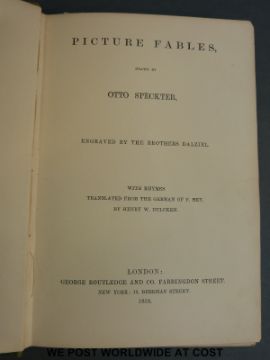 PICTURE FABLES,
DRAWN BY
OTTO SPECKTER,
ENGRAVED BY THE BROTHERS DALZIEL.
WITH RHYMES
TRANSLATED FROM THE GERMAN OF F. HEY,
BY HENRY W. DULCKEN.
LONDON:
GEORGE ROUTLEDGE AND CO. FARRINGDON STREET.
NEW YORK: 18, BEEKMAN STREET.
1858.
WE POST WORLDWIDE AT COST